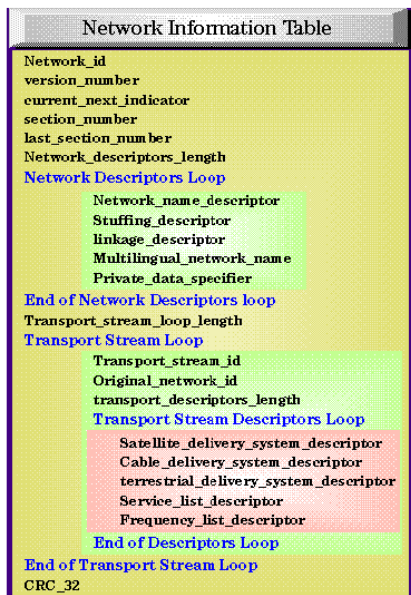 Network Information Table
Network_id
version_number
current_next_indicator
section_number
last_section_number
Network_descriptors_length
Network Descriptors Loop
Network_name_descriptor
Stuffing_descriptor
linkage_descriptor
Multilingual_network_name
Private_data_specifier
End of Network Descriptors loop
Transport_stream_loop_length
Transport Stream Loop
Transport_stream_id
Original_network_id
transport_descriptors_length
Transport Stream Descriptors Loop
Satellite_delivery_system_descriptor
Cable_delivery_system_descriptor
terrestrial_delivery_system_descriptor
Service_list_descriptor
Frequency_list_descriptor
End of Descriptors Loop
End of Transport Stream Loop
CRC_32